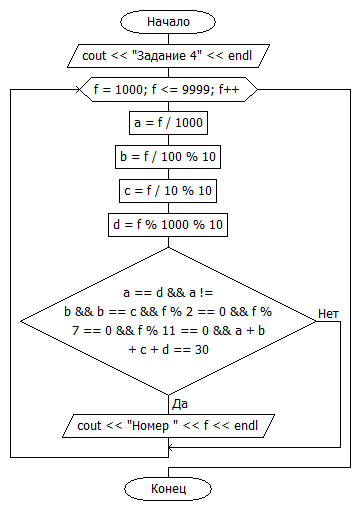 Начало
cout << "Задание 4" << endl
f = 1000; f <= 9999; f++
a = f / 1000
b = f / 100 % 10
c = f / 10 % 10
d = f % 1000 % 10
a == d && a !=
b && b == c && f % 2 == 0 && f %
7 == 0 && f % 11 == 0 && a + b
+ c + d == 30
Нет
Да
cout << "Номер " << f << endl
Конец